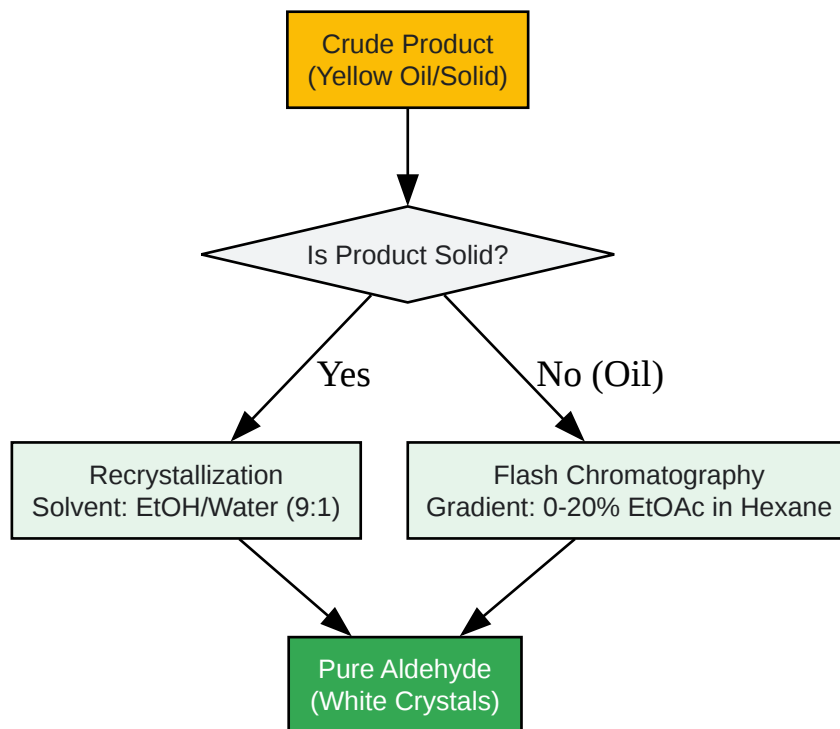 Crude Product
(Yellow Oil/Solid)
Is Product Solid?
Yes
No (Oil)
Recrystallization
Solvent: EtOH/Water (9:1)
Flash Chromatography
Gradient: 0-20% EtOAc in Hexane
Pure Aldehyde
(White Crystals)